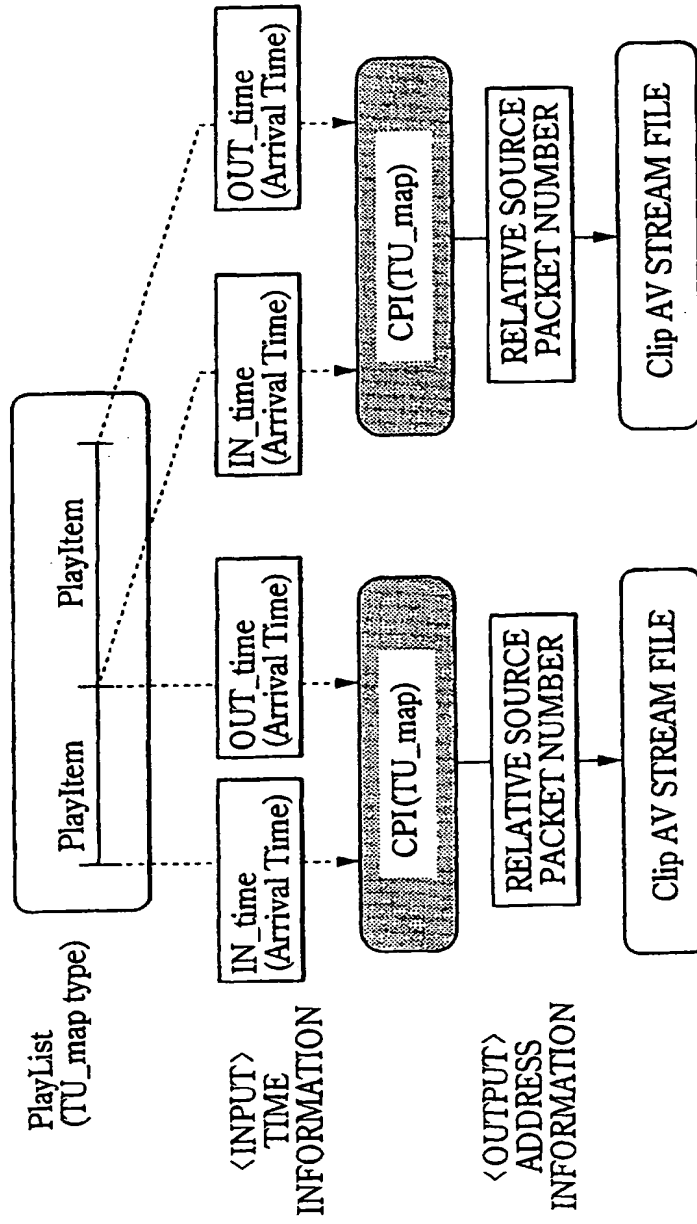 PlayList
(TU_map type)
PlayItem
PlayItem
〈INPUT〉
TIME
INFORMATION
IN_time
(Arrival Time)
OUT_time
(Arrival Time)
IN_time
(Arrival Time)
OUT_time
(Arrival Time)
CPI(TU_map)
CPI(TU_map)
〈OUTPUT〉
ADDRESS
INFORMATION
RELATIVE SOURCE
PACKET NUMBER
RELATIVE SOURCE
PACKET NUMBER
Clip AV STREAM FILE
Clip AV STREAM FILE